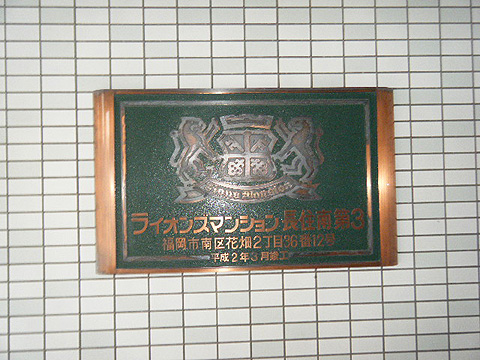 Lions Mansion
ライオンズマンション長住南第3
福岡市南区花畑2丁目36番12号
平成2年3月竣工